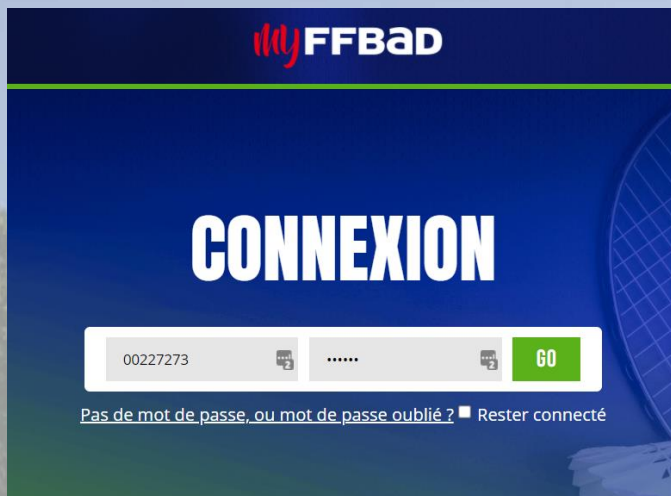 MyFFBaD
CONNEXION
00227273 •••••• GO
Pas de mot de passe, ou mot de passe oublié ? Rester connecté